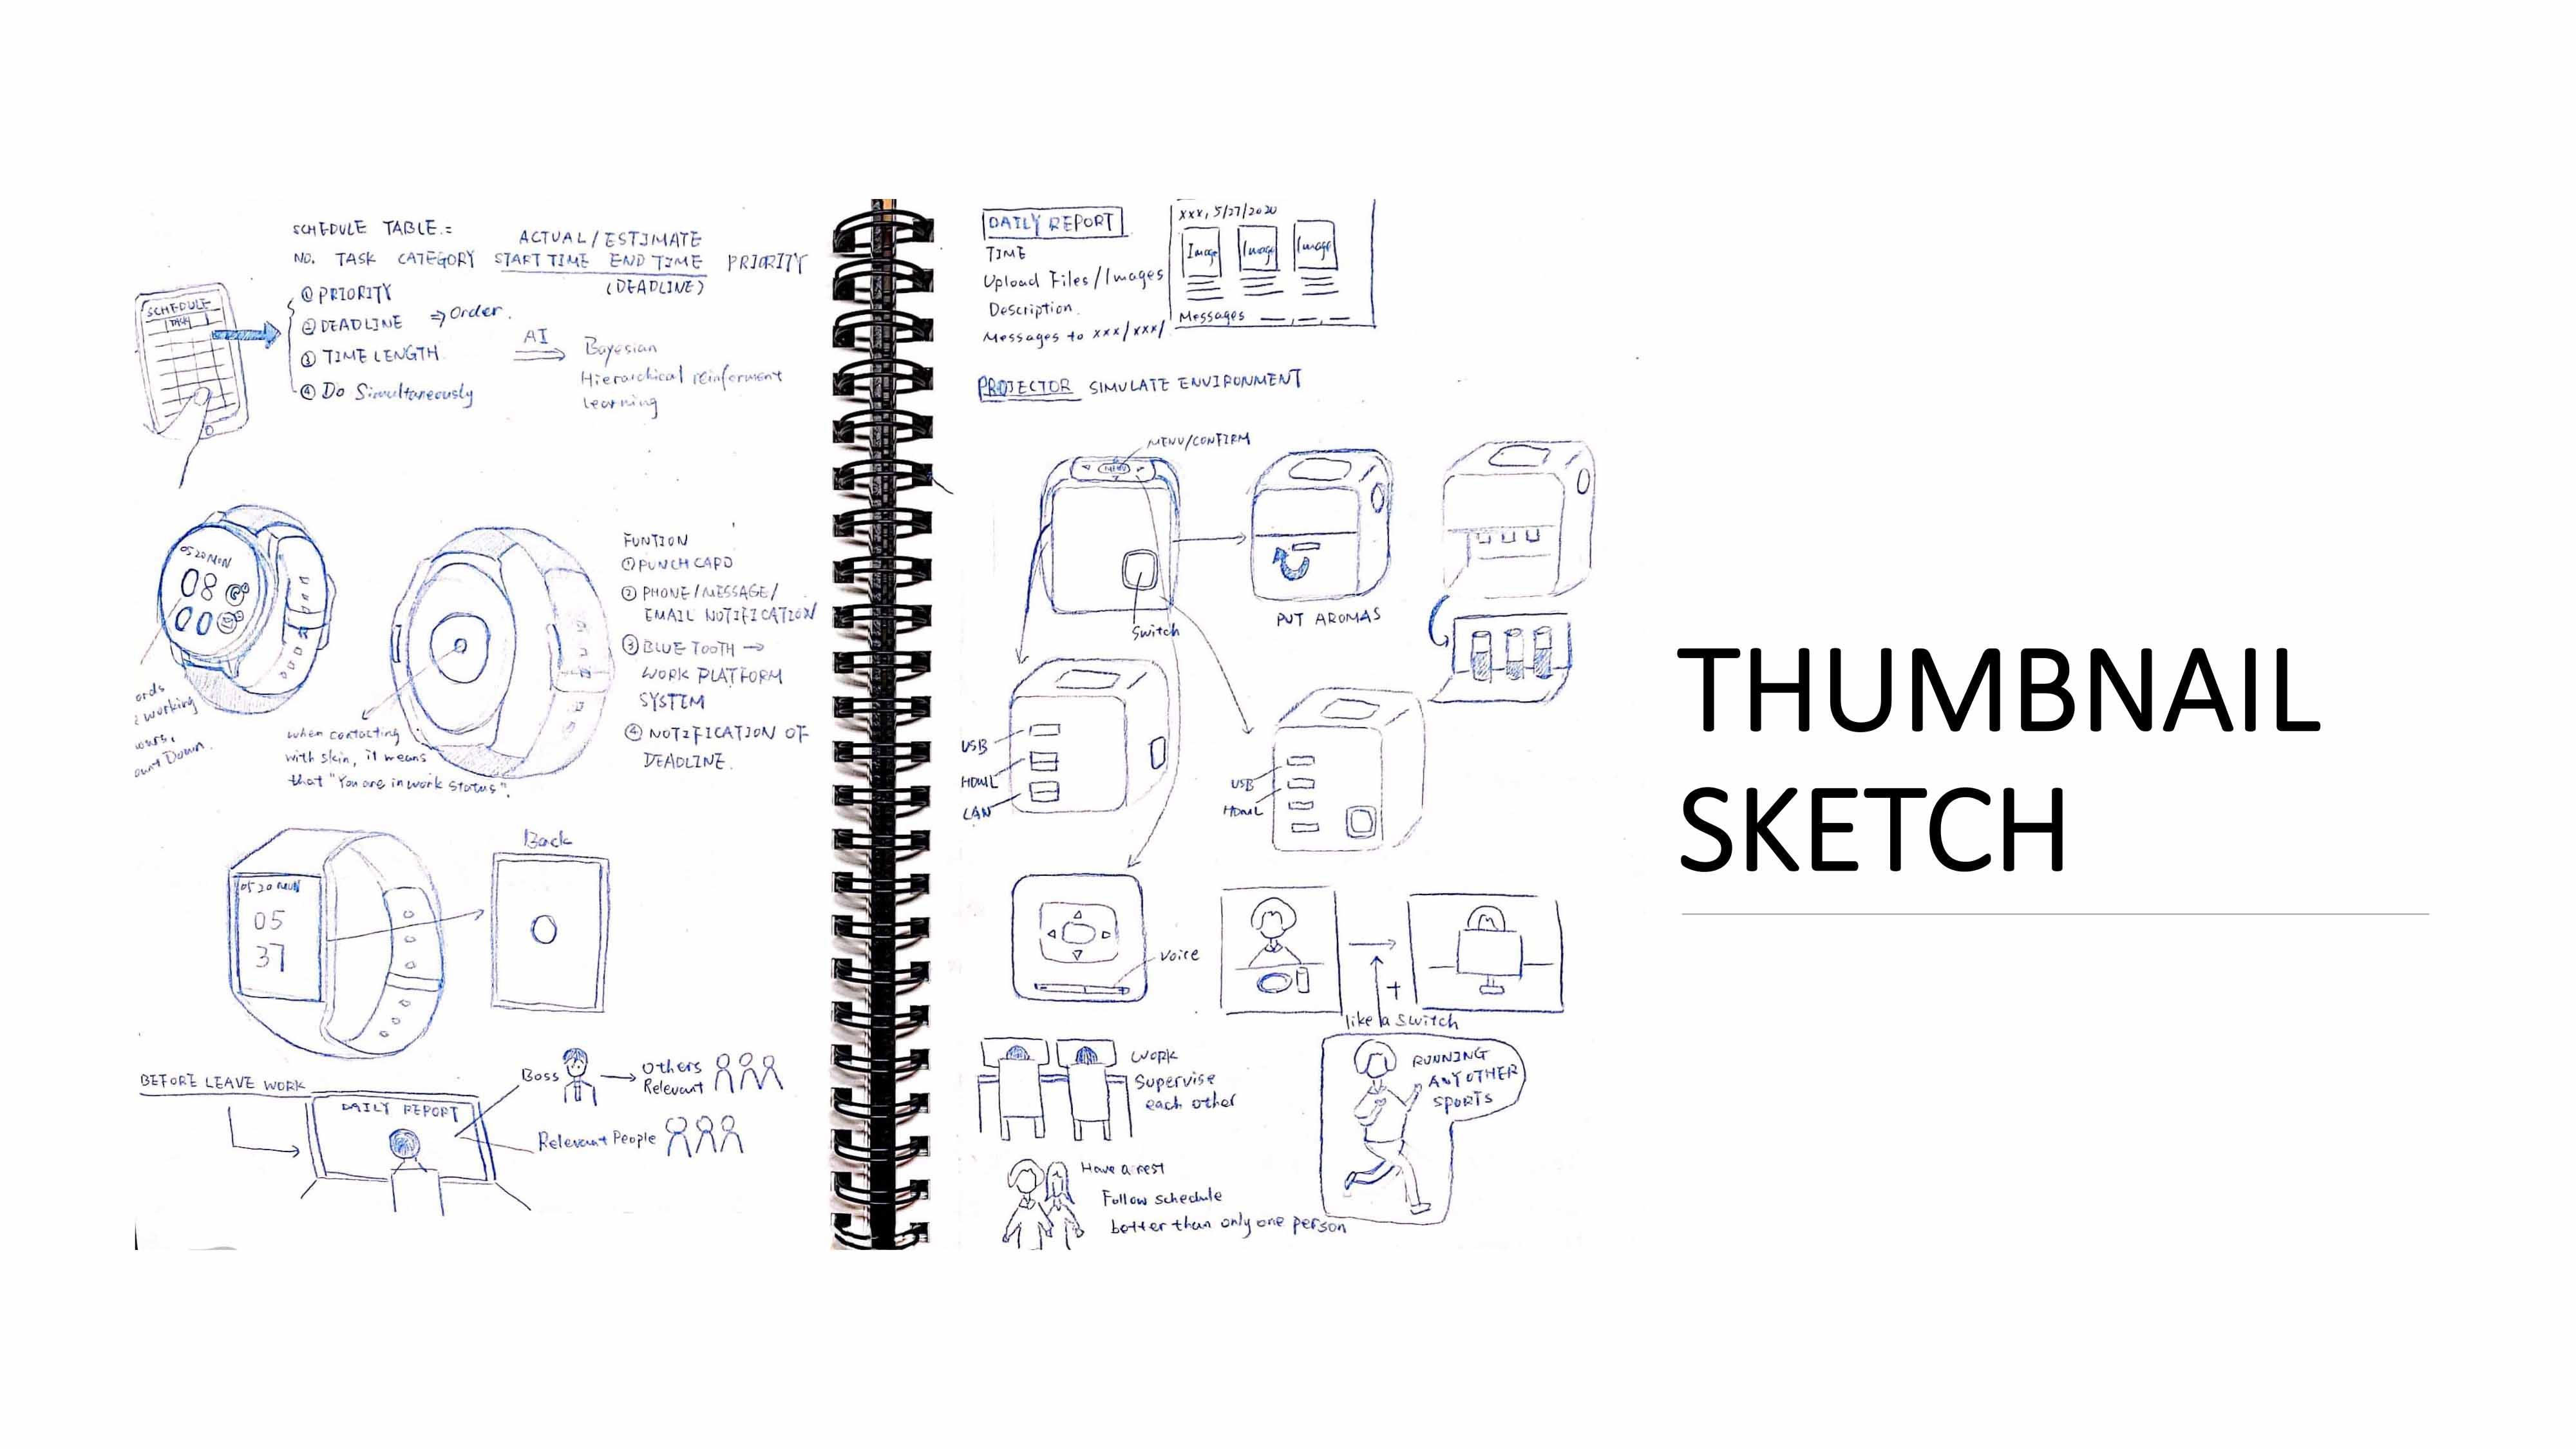 SCHEDULE TABLE.:
ACTUAL / ESTIMATE
NO. TASK CATEGORY START TIME END TIME PRIORITY
(DEADLINE)
SCHEDULE
① PRIORITY
② DEADLINE ⇒ Order.
③ TIME LENGTH
④ Do Simultaneously
AI
Bayesian
Hierarchical reinforment
learning
05 20 MON
08
00
ords
working
ours,
ount Down.
when contacting
with skin, it means
that "You are in work status".
FUNTION
① PUNCH CARD
② PHONE / MESSAGE /
EMAIL NOTIFICATION
③ BLUE TOOTH →
WORK PLATFORM
SYSTEM
④ NOTIFICATION OF
DEADLINE.
05 20 MON
05
37
Back
BEFORE LEAVE WORK
DAILY REPORT
Boss
Others
Relevant
Relevant People
DAILY REPORT
TIME
Upload Files / Images
Description.
Messages to xxx/xxx/
xxx, 5/27/2020
Image Image Image
Messages
PROJECTOR SIMULATE ENVIRONMENT
MENU/CONFIRM
MENU
Switch
PUT AROMAS
USB
HDMI
LAN
USB
HDMI
Voice
+
like a switch
Work
Supervise
each other
RUNNING
ANY OTHER
SPORTS
Have a rest
Follow schedule
better than only one person
THUMBNAIL
SKETCH